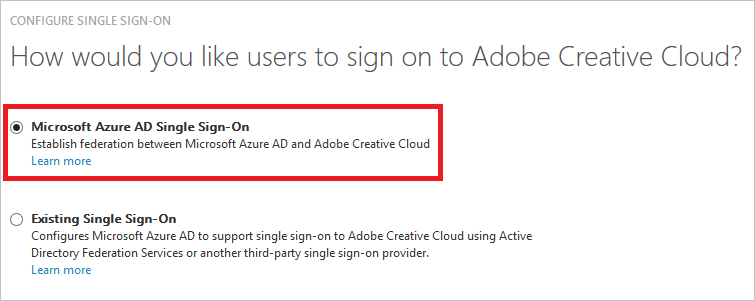 CONFIGURE SINGLE SIGN-ON
How would you like users to sign on to Adobe Creative Cloud?
Microsoft Azure AD Single Sign-On
Establish federation between Microsoft Azure AD and Adobe Creative Cloud
Learn more
Existing Single Sign-On
Configures Microsoft Azure AD to support single sign-on to Adobe Creative Cloud using Active
Directory Federation Services or another third-party single sign-on provider.
Learn more